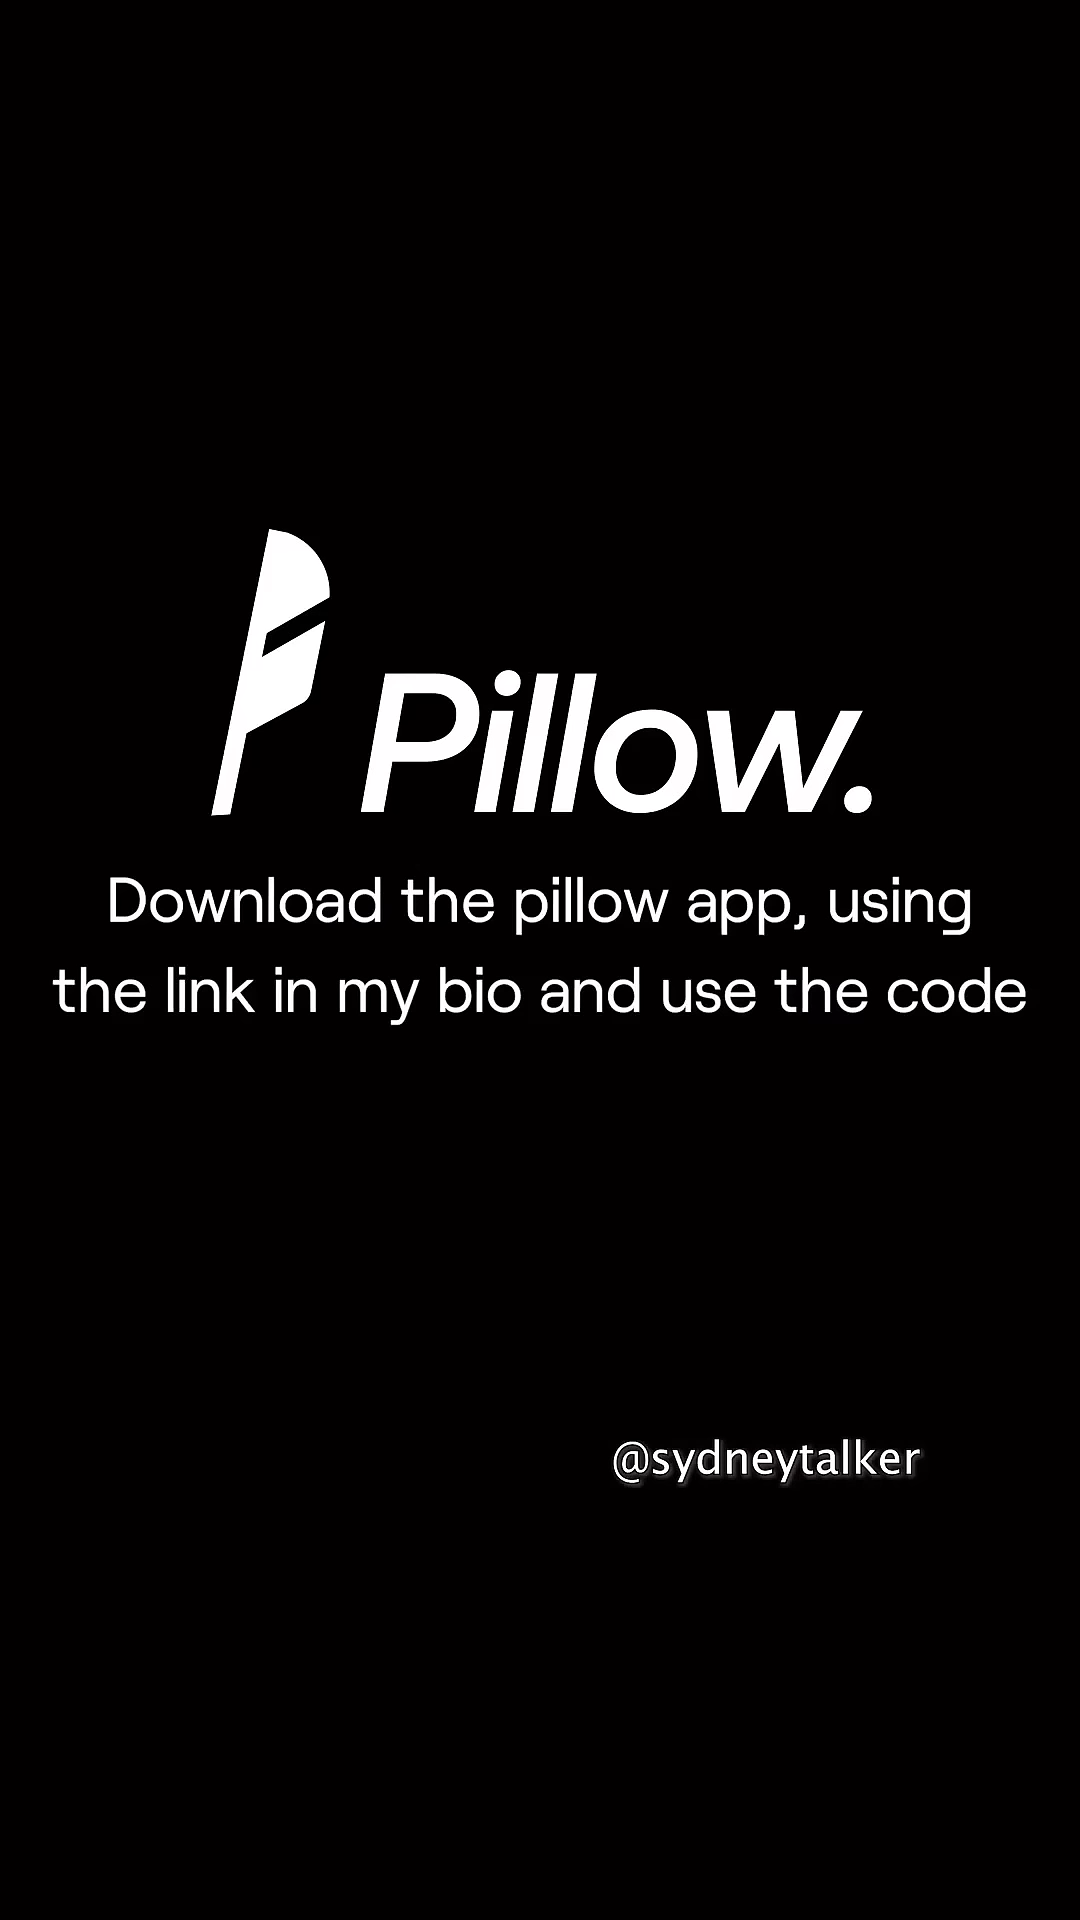 Pillow.
Download the pillow app, using
the link in my bio and use the code
@sydneytalker